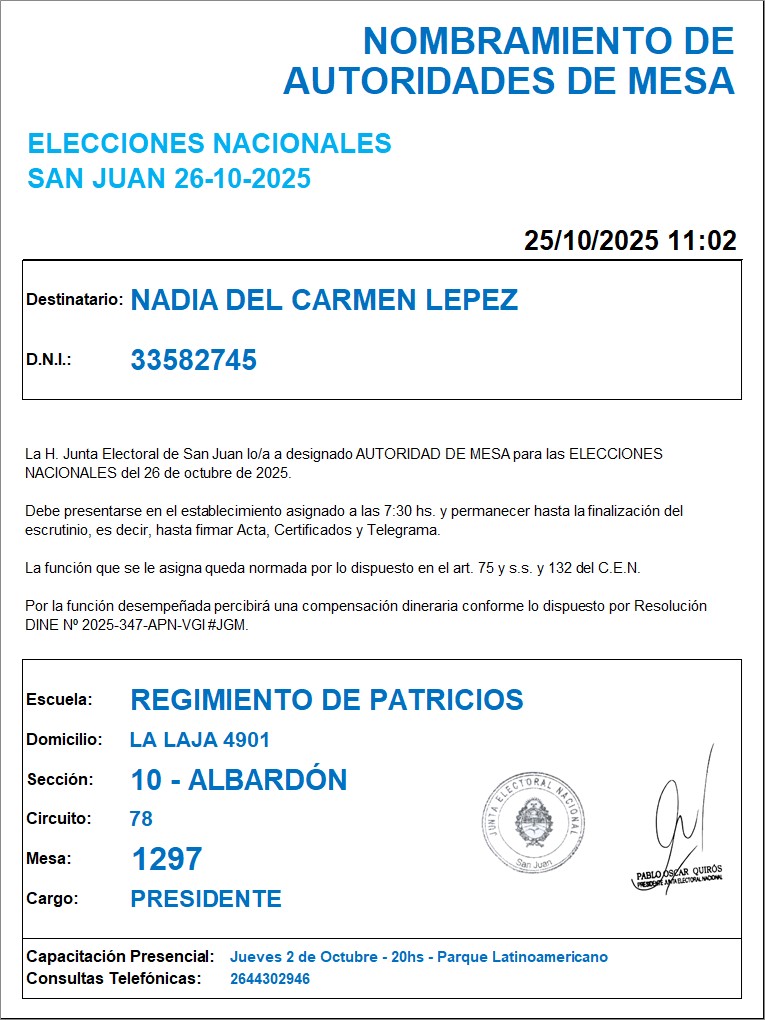 NOMBRAMIENTO DE
AUTORIDADES DE MESA
ELECCIONES NACIONALES
SAN JUAN 26-10-2025
25/10/2025 11:02
Destinatario: NADIA DEL CARMEN LEPEZ
D.N.I.: 33582745
La H. Junta Electoral de San Juan lo/a a designado AUTORIDAD DE MESA para las ELECCIONES
NACIONALES del 26 de octubre de 2025.
Debe presentarse en el establecimiento asignado a las 7:30 hs. y permanecer hasta la finalización del
escrutinio, es decir, hasta firmar Acta, Certificados y Telegrama.
La función que se le asigna queda normada por lo dispuesto en el art. 75 y s.s. y 132 del C.E.N.
Por la función desempeñada percibirá una compensación dineraria conforme lo dispuesto por Resolución
DINE Nº 2025-347-APN-VGI#JGM.
Escuela: REGIMIENTO DE PATRICIOS
Domicilio: LA LAJA 4901
Sección: 10 - ALBARDÓN
Circuito: 78
Mesa: 1297
Cargo: PRESIDENTE
JUNTA ELECTORAL NACIONAL
San Juan
PABLO OSCAR QUIRÓS
PRESIDENTE JUNTA ELECTORAL NACIONAL
Capacitación Presencial: Jueves 2 de Octubre - 20hs - Parque Latinoamericano
Consultas Telefónicas: 2644302946